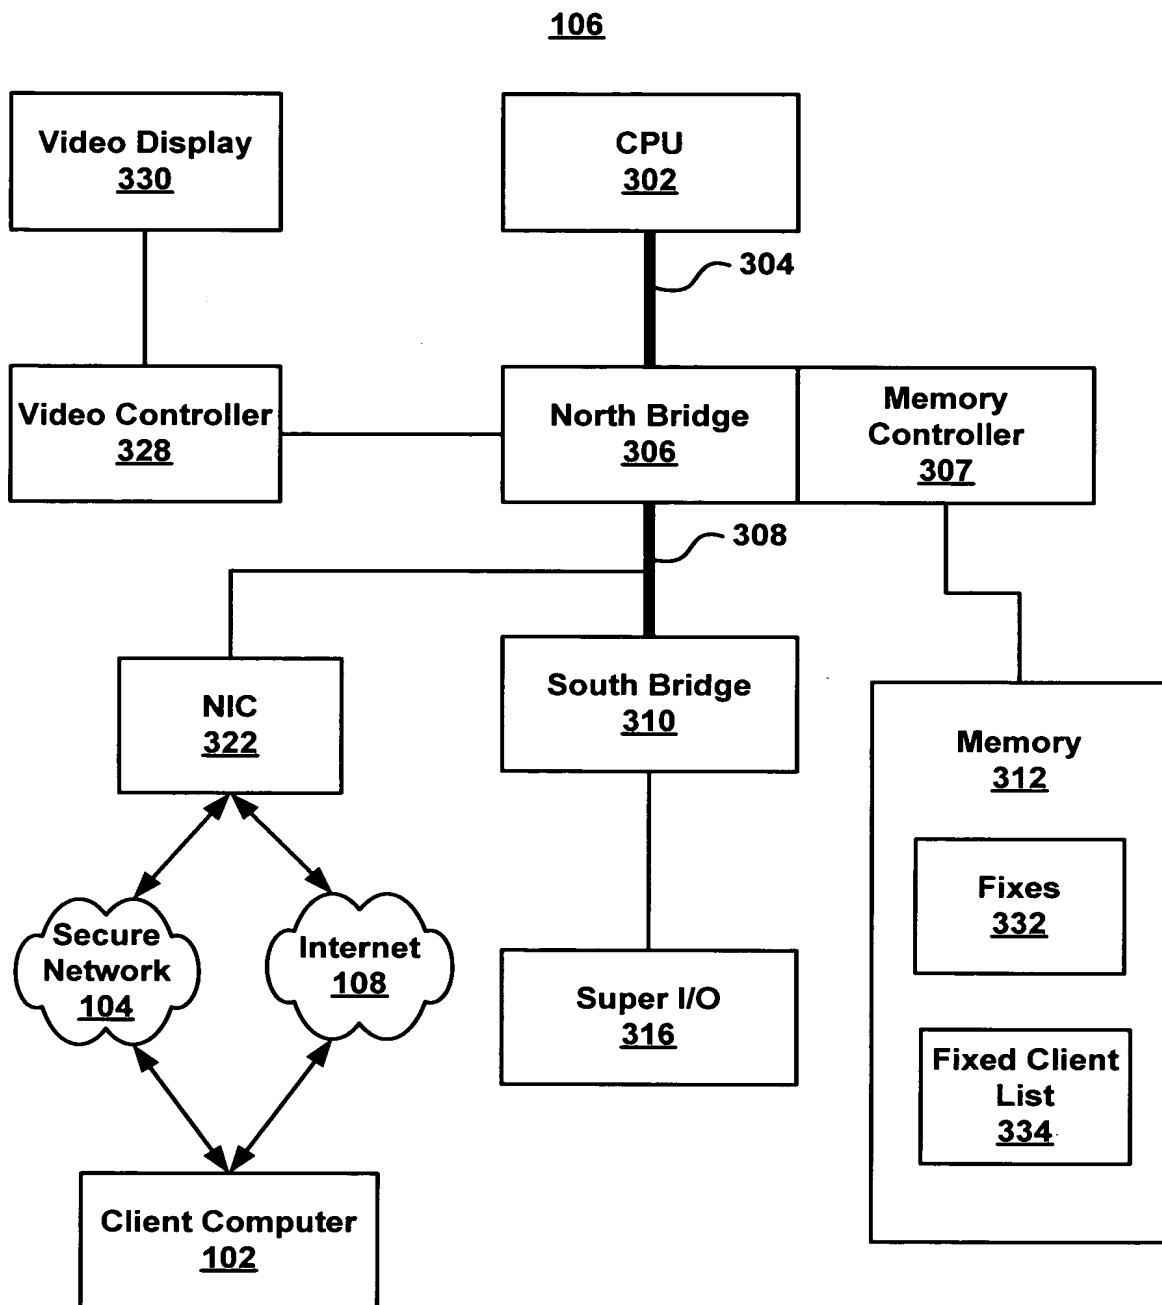 106
Video Display
330
CPU
302
304
Video Controller
328
North Bridge
306
Memory
Controller
307
308
NIC
322
South Bridge
310
Memory
312
Fixes
332
Secure
Network
104
Internet
108
Super I/O
316
Fixed Client
List
334
Client Computer
102